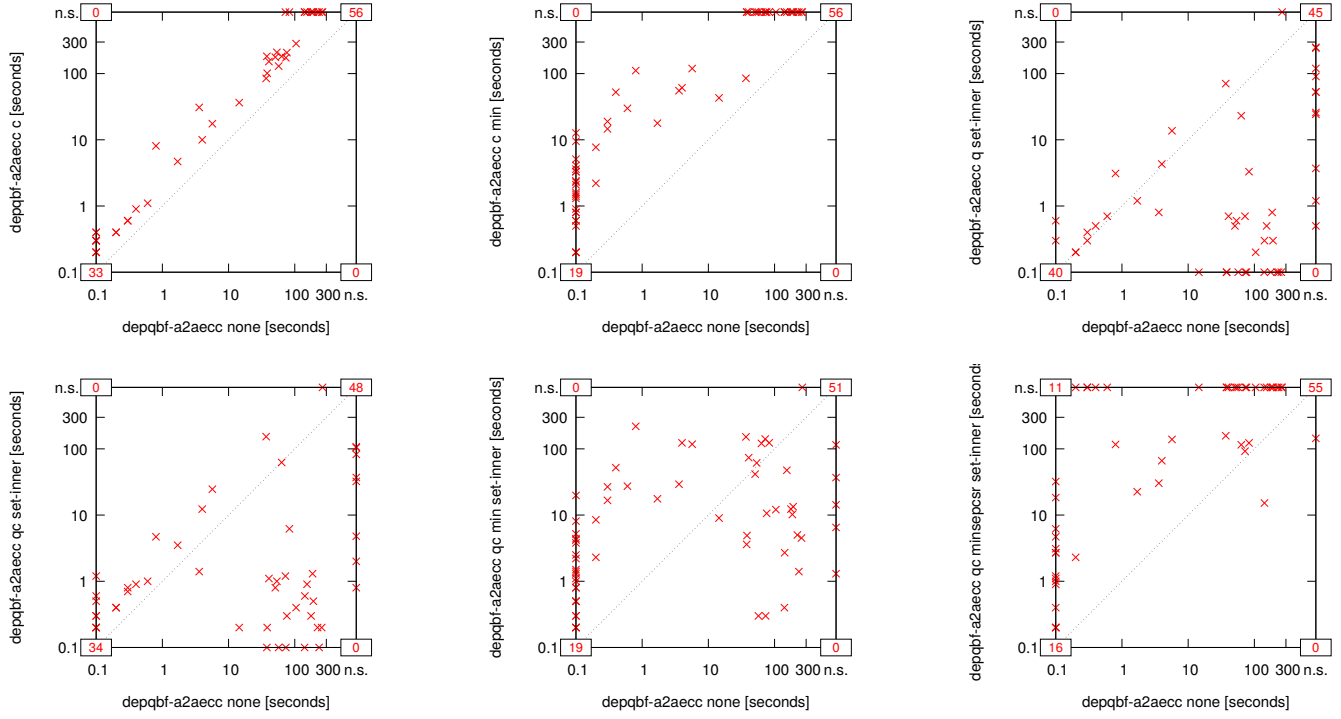 depqbf-a2aecc c [seconds]
n.s.
300
100
10
1
0.1
0
56
33
0
0.1 1 10 100 300 n.s.
depqbf-a2aecc none [seconds]
depqbf-a2aecc c min [seconds]
n.s.
300
100
10
1
0.1
0
56
19
0
0.1 1 10 100 300 n.s.
depqbf-a2aecc none [seconds]
depqbf-a2aecc q set-inner [seconds]
n.s.
300
100
10
1
0.1
0
45
40
0
0.1 1 10 100 300 n.s.
depqbf-a2aecc none [seconds]
depqbf-a2aecc qc set-inner [seconds]
n.s.
300
100
10
1
0.1
0
48
34
0
0.1 1 10 100 300 n.s.
depqbf-a2aecc none [seconds]
depqbf-a2aecc qc min set-inner [seconds]
n.s.
300
100
10
1
0.1
0
51
19
0
0.1 1 10 100 300 n.s.
depqbf-a2aecc none [seconds]
depqbf-a2aecc qc minsepcsr set-inner [second
n.s.
300
100
10
1
0.1
11
55
16
0
0.1 1 10 100 300 n.s.
depqbf-a2aecc none [seconds]